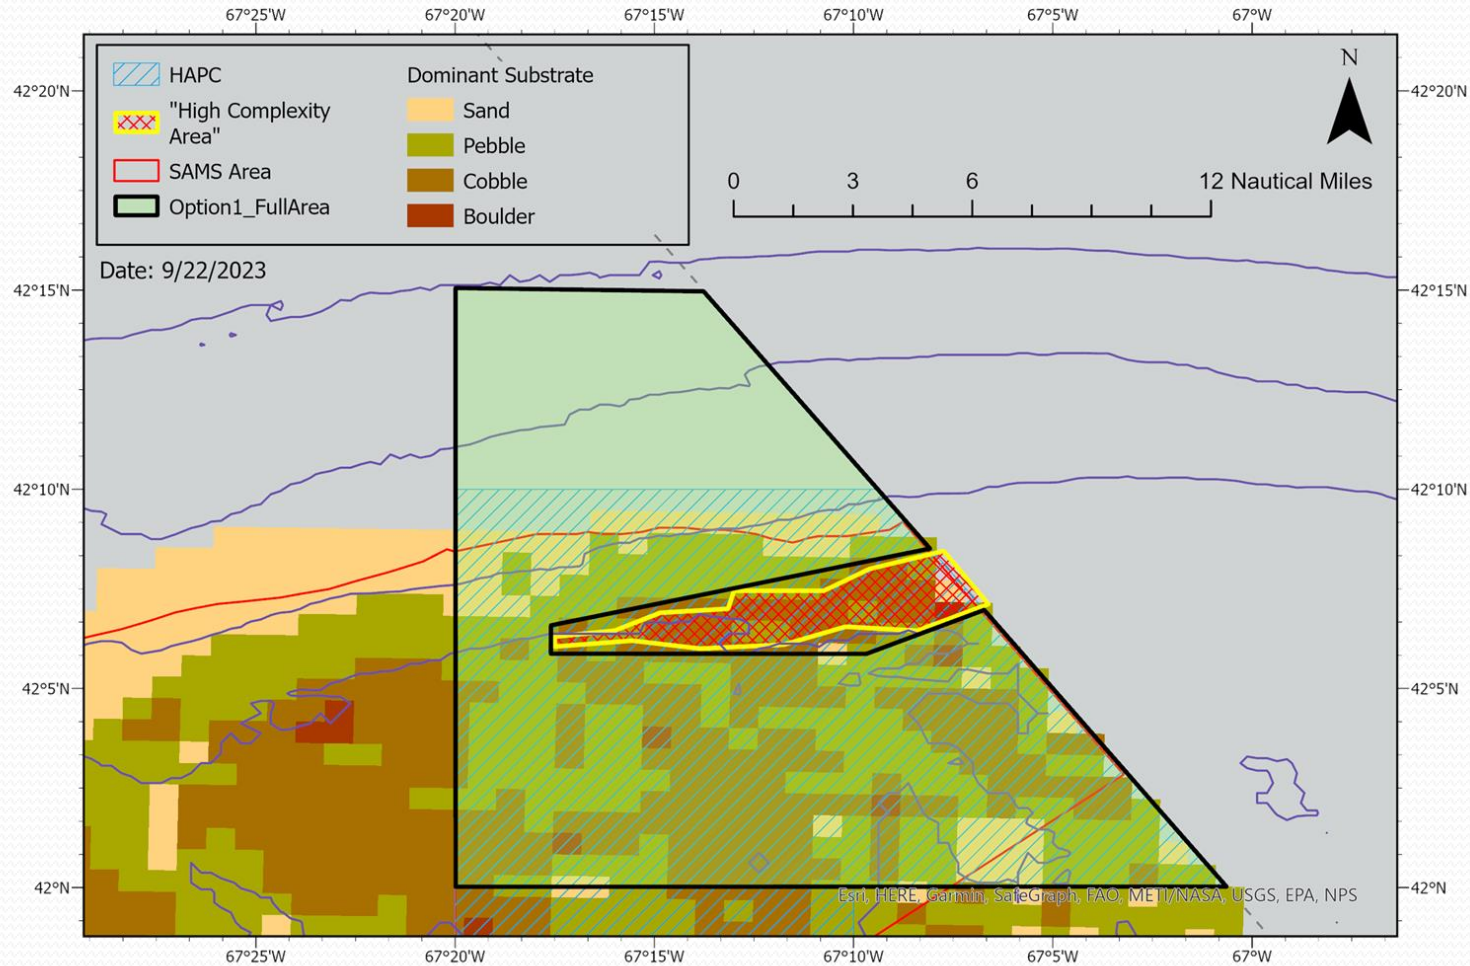 67°25'W 67°20'W 67°15'W 67°10'W 67°5'W 67°W
HAPC
"High Complexity
Area"
SAMS Area
Option1_FullArea
Dominant Substrate
Sand
Pebble
Cobble
Boulder
N
0 3 6 12 Nautical Miles
Date: 9/22/2023
42°20'N 42°20'N
42°15'N 42°15'N
42°10'N 42°10'N
42°5'N 42°5'N
42°N 42°N
Esri, HERE, Garmin, SafeGraph, FAO, METI/NASA, USGS, EPA, NPS
67°25'W 67°20'W 67°15'W 67°10'W 67°5'W 67°W